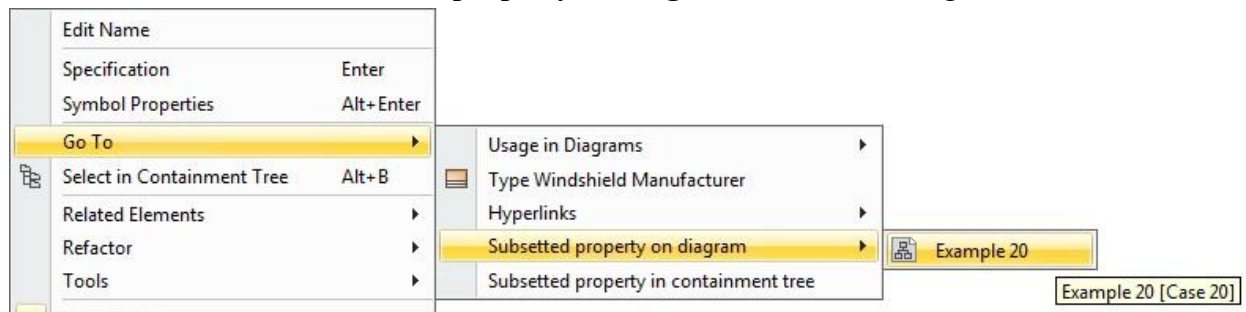 Edit Name
Specification Enter
Symbol Properties Alt+Enter
Go To
Select in Containment Tree Alt+B
Related Elements
Refactor
Tools
Usage in Diagrams
Type Windshield Manufacturer
Hyperlinks
Subsetted property on diagram
Subsetted property in containment tree
Example 20
Example 20 [Case 20]